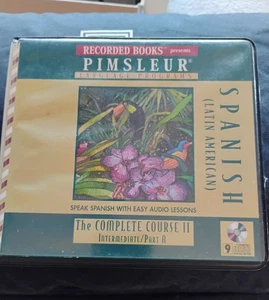 RECORDED BOOKS presents
PIMSLEUR®
LANGUAGE PROGRAMS
SPANISH
(LATIN AMERICAN)
SPEAK SPANISH WITH EASY AUDIO LESSONS
The COMPLETE COURSE II
INTERMEDIATE/PART A
9